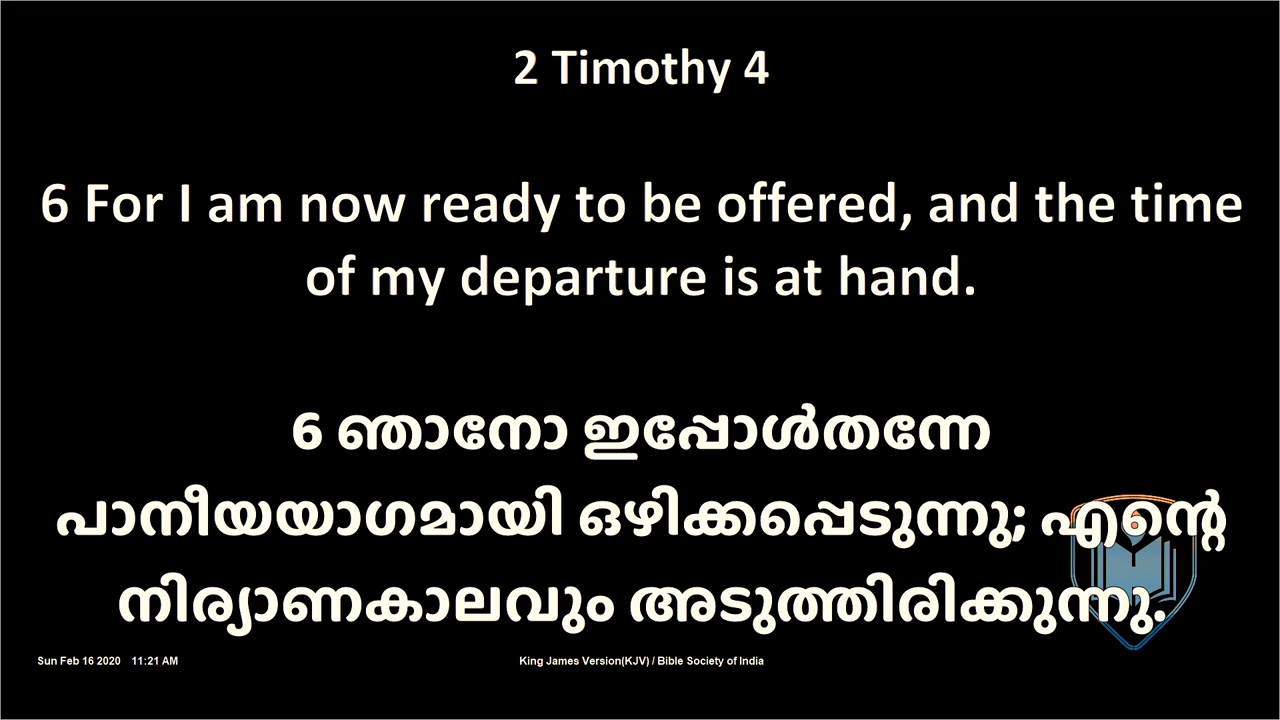 2 Timothy 4
6 For I am now ready to be offered, and the time
of my departure is at hand.
6 ഞാനോ ഇപ്പോൾതന്നേ
പാനീയയാഗമായി ഒഴിക്കപ്പെടുന്നു; എന്റെ
നിര്യാണകാലവും അടുത്തിരിക്കുന്നു.
Sun Feb 16 2020 11:21 AM
King James Version(KJV) / Bible Society of India